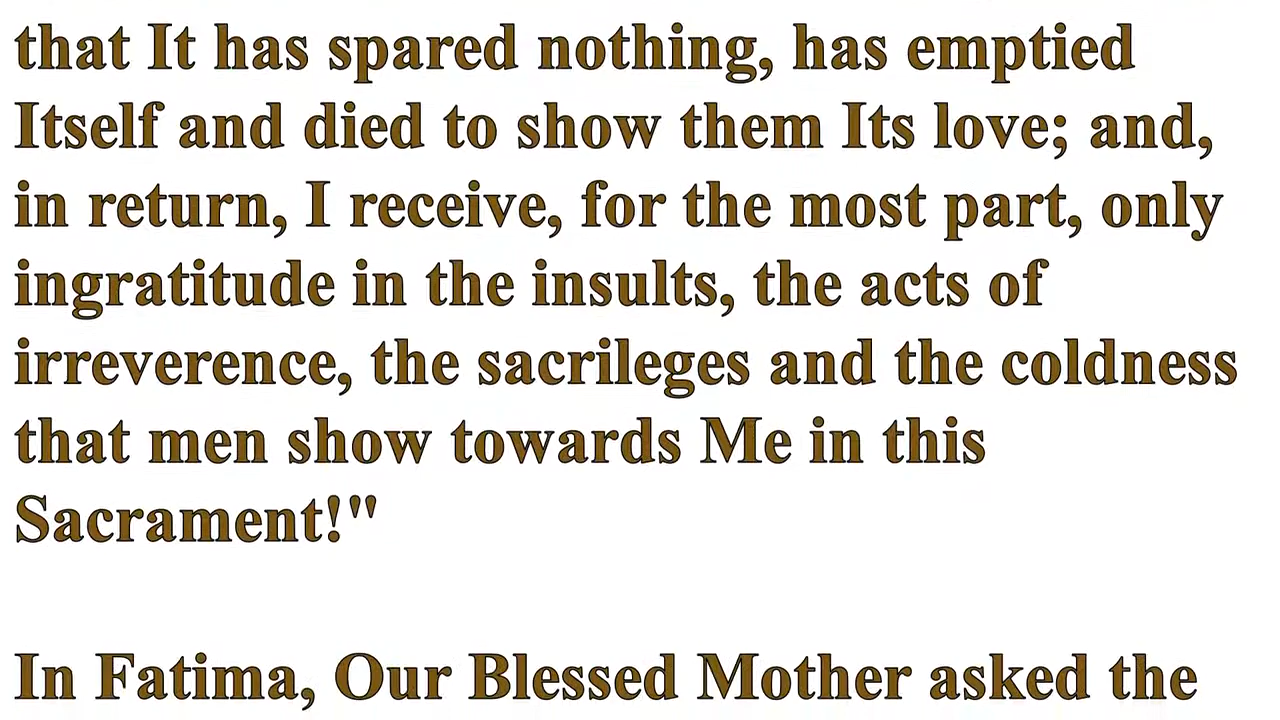 that It has spared nothing, has emptied
Itself and died to show them Its love; and,
in return, I receive, for the most part, only
ingratitude in the insults, the acts of
irreverence, the sacrileges and the coldness
that men show towards Me in this
Sacrament!"
In Fatima, Our Blessed Mother asked the